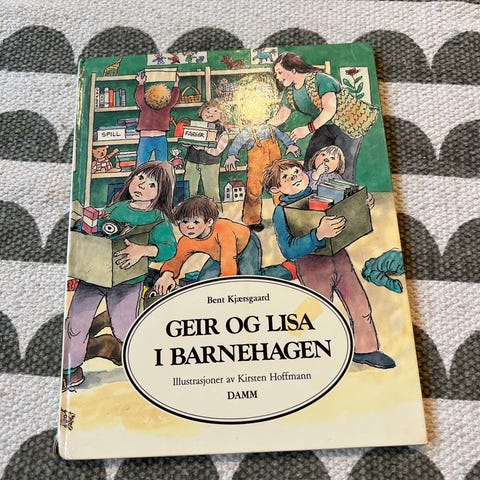 SPILL
FARGER
Bent Kjærsgaard
GEIR OG LISA
I BARNEHAGEN
Illustrasjoner av Kirsten Hoffmann
DAMM